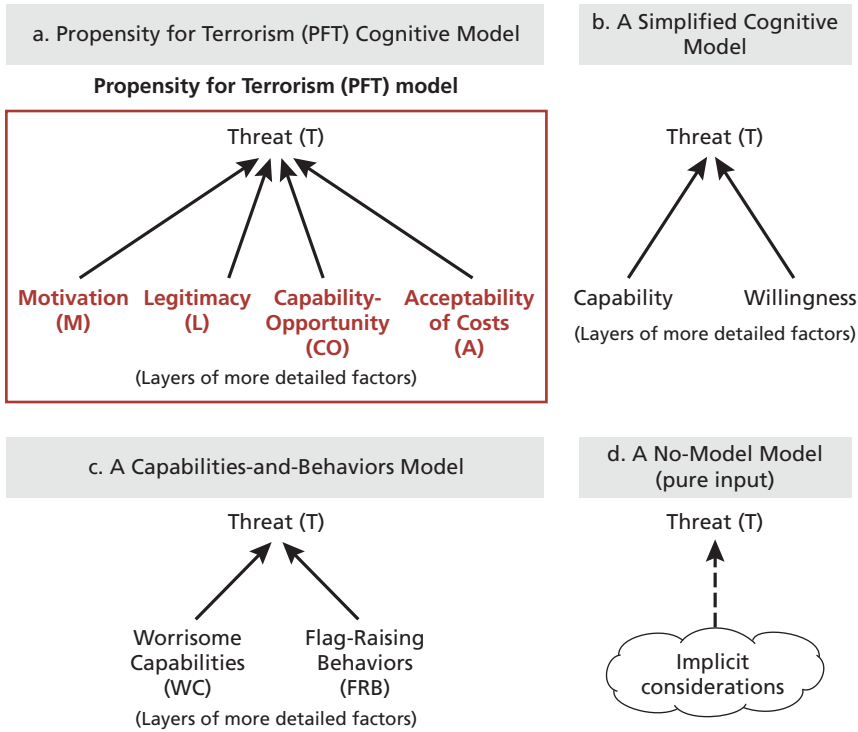 a. Propensity for Terrorism (PFT) Cognitive Model
Propensity for Terrorism (PFT) model
Threat (T)
Motivation
(M)
Legitimacy
(L)
Capability-
Opportunity
(CO)
Acceptability
of Costs
(A)
(Layers of more detailed factors)
b. A Simplified Cognitive
Model
Threat (T)
Capability
Willingness
(Layers of more detailed factors)
c. A Capabilities-and-Behaviors Model
Threat (T)
Worrisome
Capabilities
(WC)
Flag-Raising
Behaviors
(FRB)
(Layers of more detailed factors)
d. A No-Model Model
(pure input)
Threat (T)
Implicit
considerations